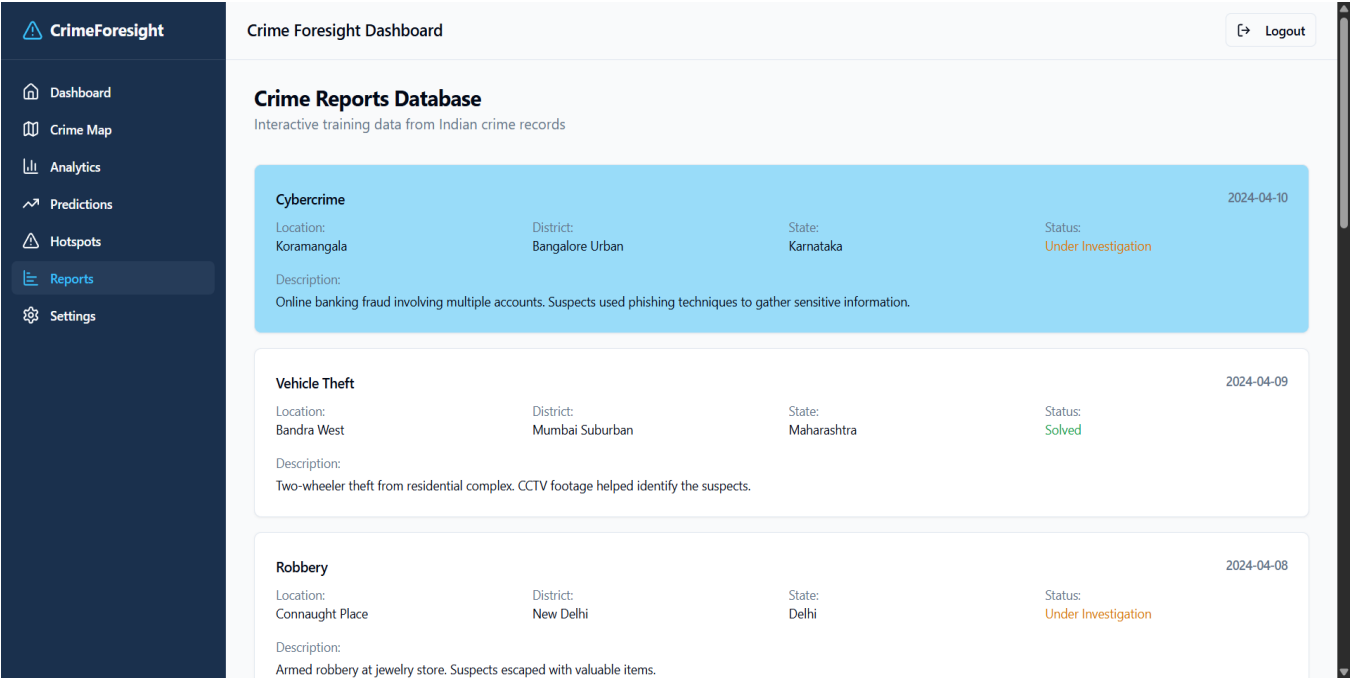 CrimeForesight
Dashboard
Crime Map
Analytics
Predictions
Hotspots
Reports
Settings
Crime Foresight Dashboard
Logout
Crime Reports Database
Interactive training data from Indian crime records
Cybercrime 2024-04-10
Location: District: State: Status:
Koramangala Bangalore Urban Karnataka Under Investigation
Description:
Online banking fraud involving multiple accounts. Suspects used phishing techniques to gather sensitive information.
Vehicle Theft 2024-04-09
Location: District: State: Status:
Bandra West Mumbai Suburban Maharashtra Solved
Description:
Two-wheeler theft from residential complex. CCTV footage helped identify the suspects.
Robbery 2024-04-08
Location: District: State: Status:
Connaught Place New Delhi Delhi Under Investigation
Description:
Armed robbery at jewelry store. Suspects escaped with valuable items.